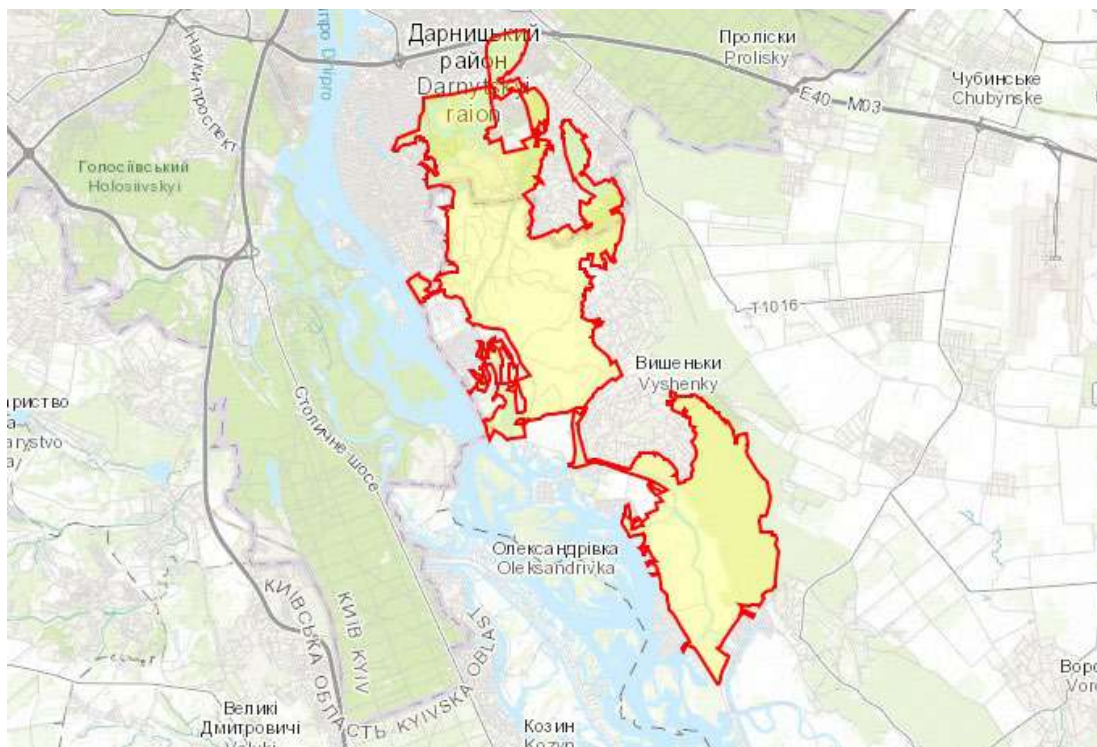 Дарницький
район
Darnytskyi
raion
Проліски
Prolisky
Чубинське
Chubynske
E40
M03
Dnipro
Науки проспект
Голосіївський
Holosiivskyi
T1016
Вишеньки
Vyshenky
Столичне шосе
Олександрівка
Oleksandrivka
КИЇВСЬКА ОБЛАСТЬ KYIVSKA OBLAST
КИЇВ KYIV
Великі
Дмитровичі
Козин
Kozyn